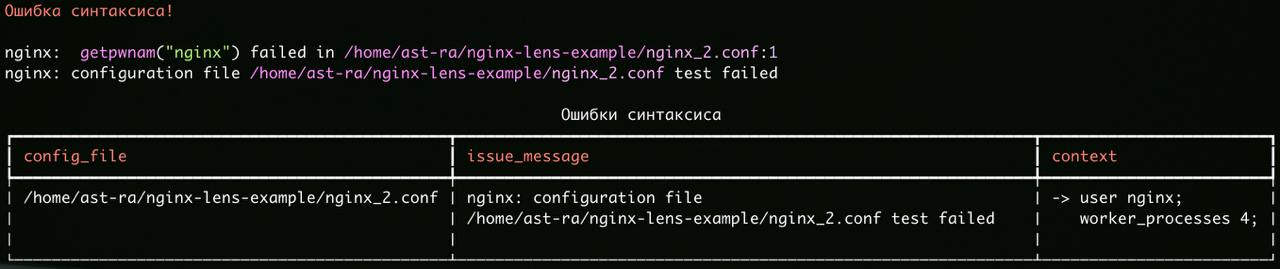 Ошибка синтаксиса!
nginx:  getpwnam("nginx") failed in /home/ast-ra/nginx-lens-example/nginx_2.conf:1
nginx: configuration file /home/ast-ra/nginx-lens-example/nginx_2.conf test failed
Ошибки синтаксиса
config_file issue_message context
/home/ast-ra/nginx-lens-example/nginx_2.conf nginx: configuration file -> user nginx;
/home/ast-ra/nginx-lens-example/nginx_2.conf test failed worker_processes 4;